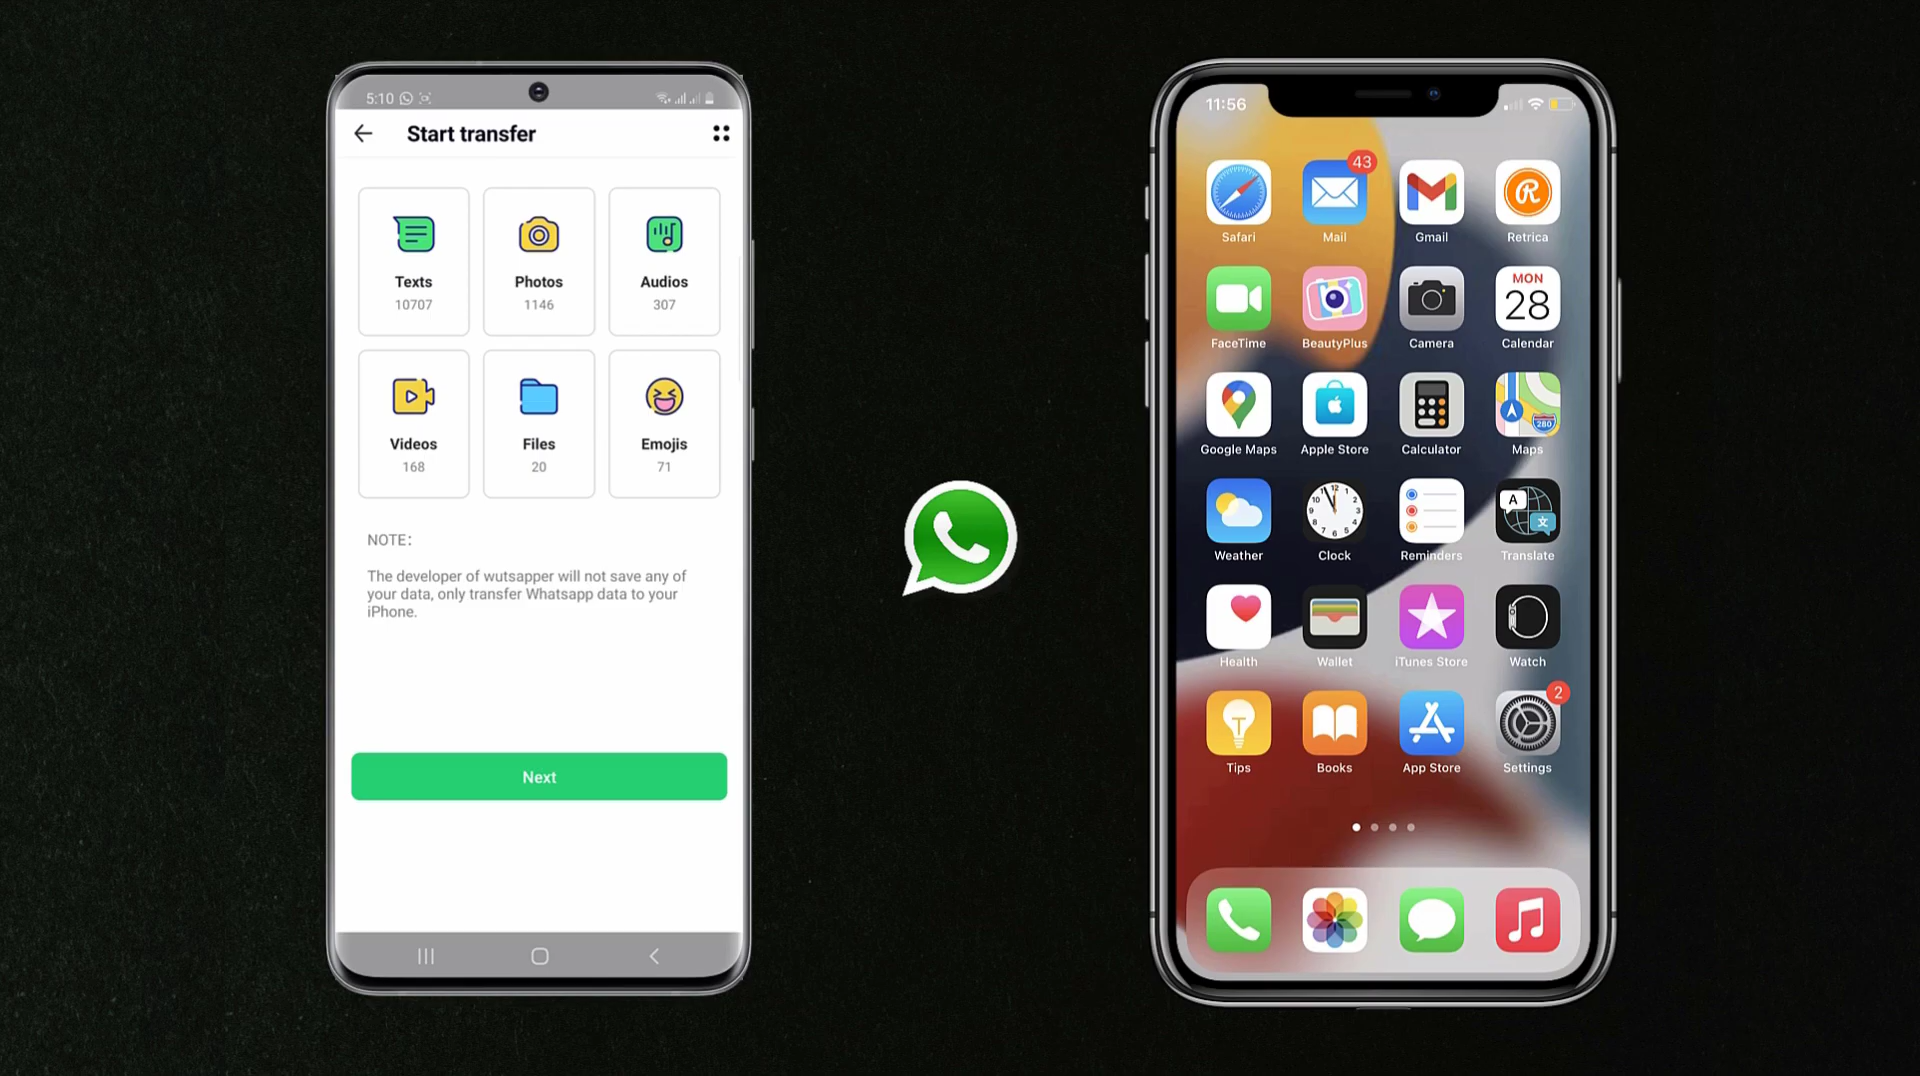 5:10
Start transfer
Texts
10707
Photos
1146
Audios
307
Videos
168
Files
20
Emojis
71
NOTE:
The developer of wutsapper will not save any of
your data, only transfer Whatsapp data to your
iPhone.
Next
11:56
43
Safari
Mail
Gmail
Retrica
MON
28
FaceTime
BeautyPlus
Camera
Calendar
280
Google Maps
Apple Store
Calculator
Maps
A
文
Weather
Clock
Reminders
Translate
Health
Wallet
iTunes Store
Watch
2
Tips
Books
App Store
Settings